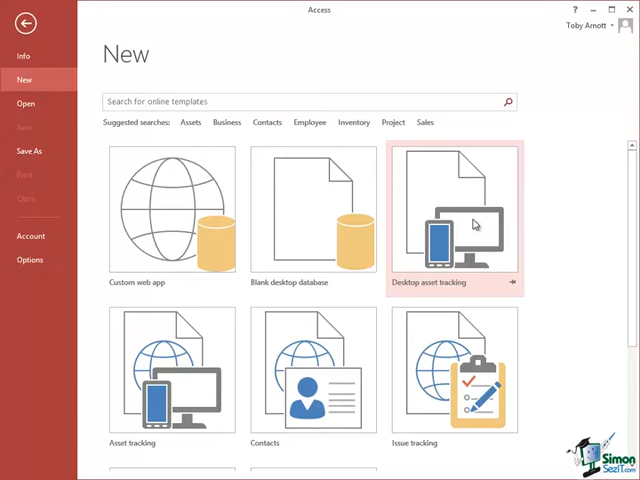 Access
Toby Arnott
Info
New
Open
Save
Save As
Print
Close
Account
Options
New
Search for online templates
Suggested searches: Assets Business Contacts Employee Inventory Project Sales
Custom web app
Blank desktop database
Desktop asset tracking
Asset tracking
Contacts
Issue tracking
Simon
SezIT.com